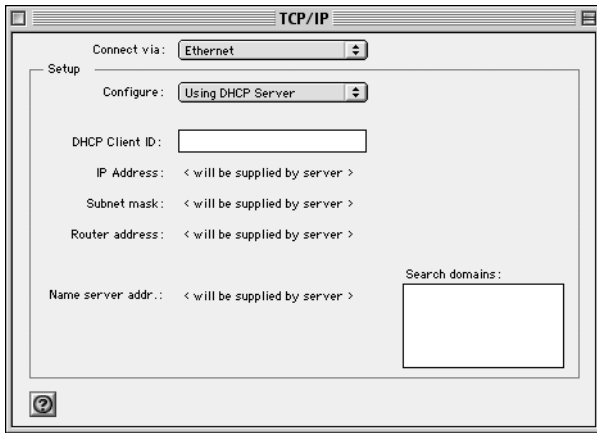 TCP/IP
Connect via: Ethernet
Setup
Configure: Using DHCP Server
DHCP Client ID:
IP Address: < will be supplied by server >
Subnet mask: < will be supplied by server >
Router address: < will be supplied by server >
Search domains:
Name server addr.: < will be supplied by server >
?